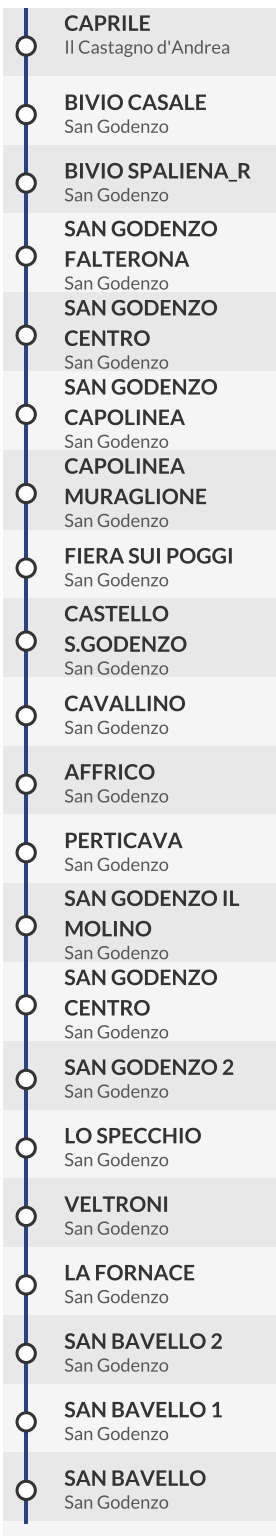 CAPRILE
Il Castagno d'Andrea
BIVIO CASALE
San Godenzo
BIVIO SPALIENA_R
San Godenzo
SAN GODENZO
FALTERONA
San Godenzo
SAN GODENZO
CENTRO
San Godenzo
SAN GODENZO
CAPOLINEA
San Godenzo
CAPOLINEA
MURAGLIONE
San Godenzo
FIERA SUI POGGI
San Godenzo
CASTELLO
S.GODENZO
San Godenzo
CAVALLINO
San Godenzo
AFFRICO
San Godenzo
PERTICAVA
San Godenzo
SAN GODENZO IL
MOLINO
San Godenzo
SAN GODENZO
CENTRO
San Godenzo
SAN GODENZO 2
San Godenzo
LO SPECCHIO
San Godenzo
VELTRONI
San Godenzo
LA FORNACE
San Godenzo
SAN BAVELLO 2
San Godenzo
SAN BAVELLO 1
San Godenzo
SAN BAVELLO
San Godenzo